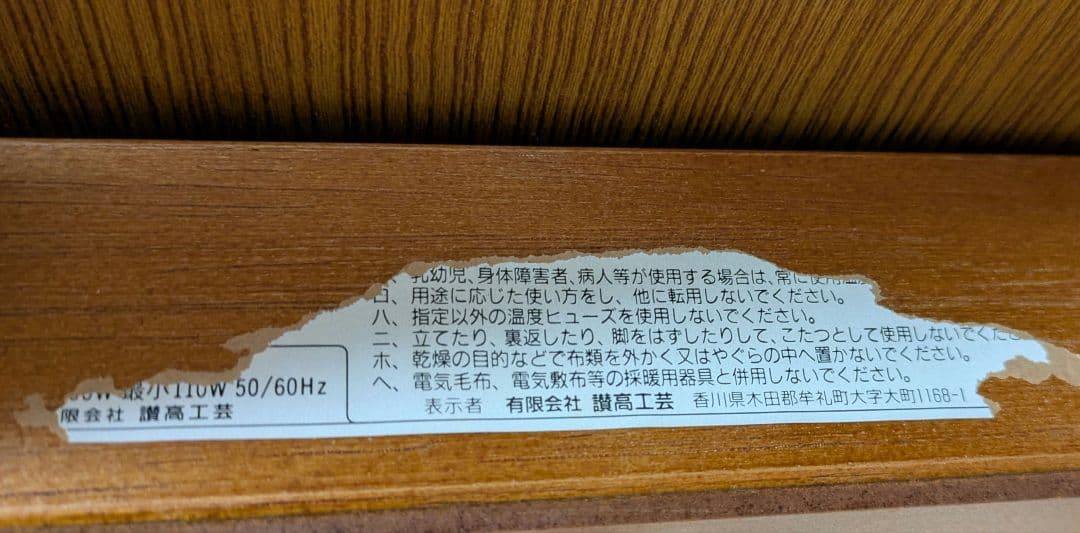 乳幼児、身体障害者、病人等が使用する場合は、常に使用温度
ロ、用途に応じた使い方をし、他に転用しないでください。
ハ、指定以外の温度ヒューズを使用しないでください。
ニ、立てたり、裏返したり、脚をはずしたりして、こたつとして使用しないでくださ
ホ、乾燥の目的などで布類を外かく又はやぐらの中へ置かないでください。
ヘ、電気毛布、電気敷布等の採暖用器具と併用しないでください。
表示者 有限会社 讃高工芸 香川県木田郡牟礼町大字大町1168-1
最小110W 50/60Hz
限会社 讃高工芸